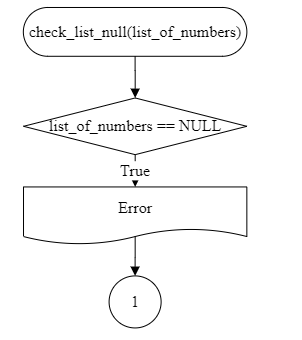 check_list_null(list_of_numbers)
list_of_numbers == NULL
True
Error
1